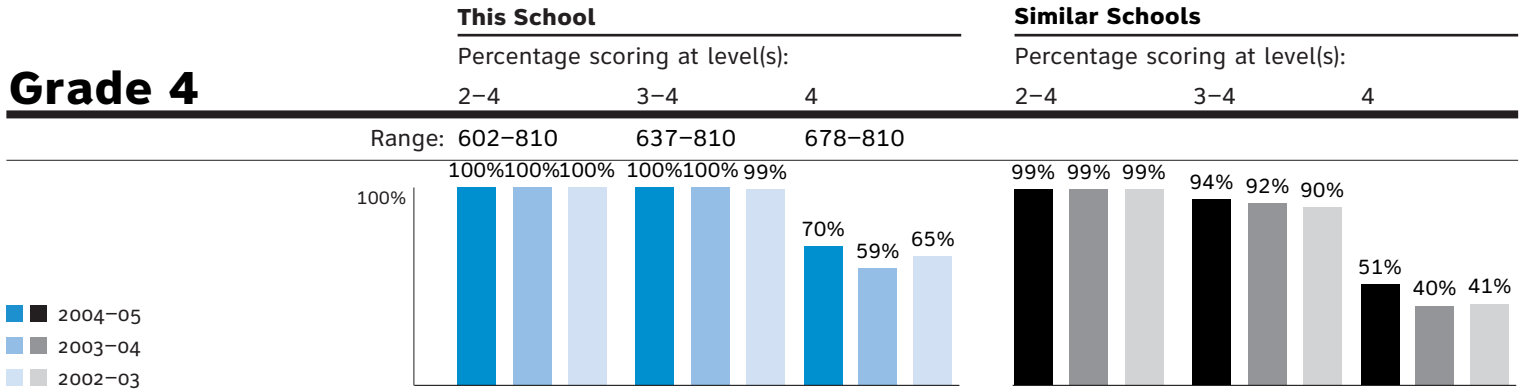 This School Similar Schools
Percentage scoring at level(s): Percentage scoring at level(s):
Grade 4 2–4 3–4 4 2–4 3–4 4
Range: 602–810 637–810 678–810
100% 100% 100% 100% 100% 99% 99% 99% 99% 94% 92% 90%
100%
70% 59% 65% 51% 40% 41%
2004–05
2003–04
2002–03